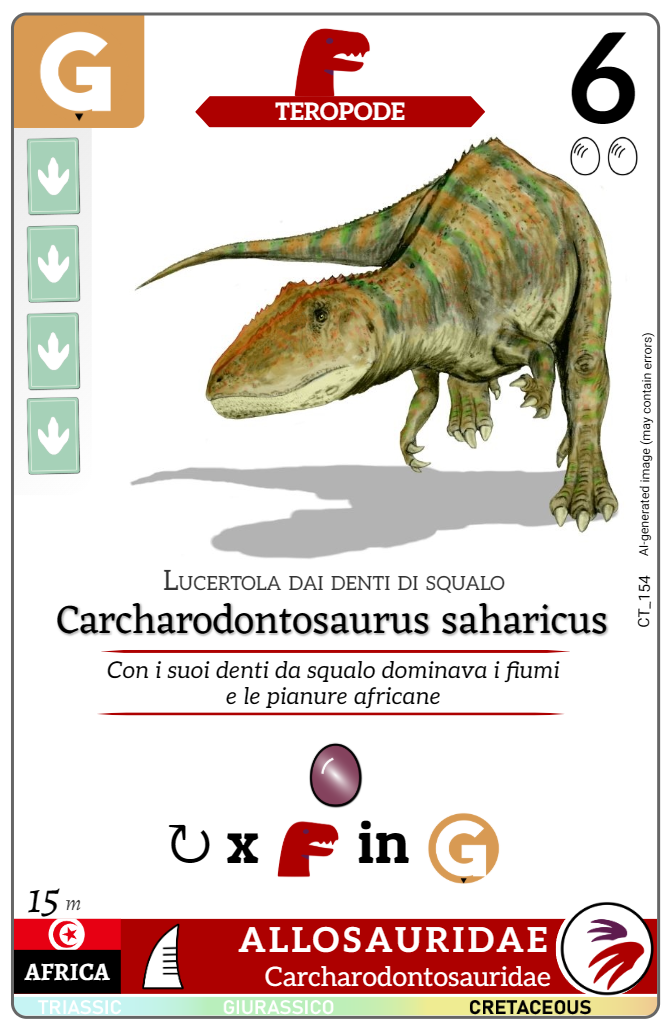 G
TEROPODE
6
AI-generated image (may contain errors)
CT_154
LUCERTOLA DAI DENTI DI SQUALO
Carcharodontosaurus saharicus
Con i suoi denti da squalo dominava i fiumi
e le pianure africane
↻ x in G
15 m
AFRICA
ALLOSAURIDAE
Carcharodontosauridae
TRIASSIC GIURASSICO CRETACEOUS